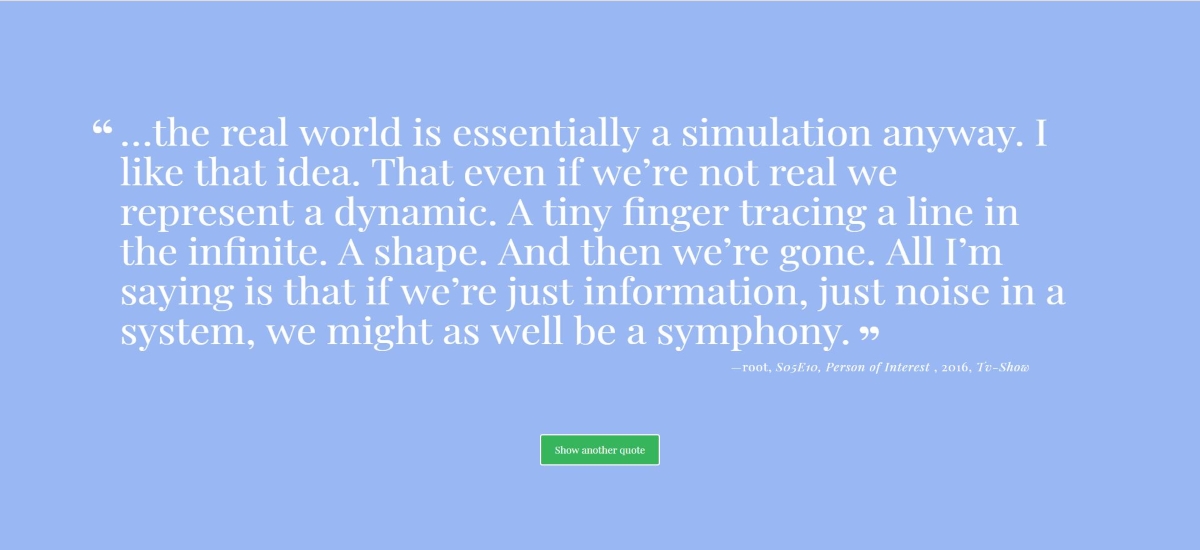 “ ...the real world is essentially a simulation anyway. I
like that idea. That even if we’re not real we
represent a dynamic. A tiny finger tracing a line in
the infinite. A shape. And then we’re gone. All I’m
saying is that if we’re just information, just noise in a
system, we might as well be a symphony. ”
—root, S05E10, Person of Interest , 2016, Tv-Show
Show another quote